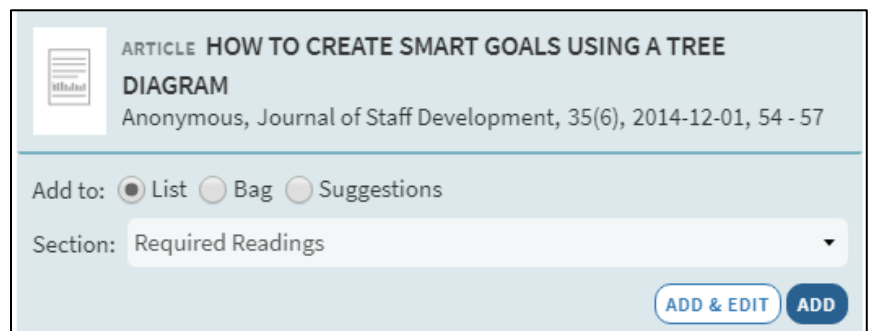 ARTICLE HOW TO CREATE SMART GOALS USING A TREE
DIAGRAM
Anonymous, Journal of Staff Development, 35(6), 2014-12-01, 54 - 57
Add to: List Bag Suggestions
Section: Required Readings
ADD & EDIT ADD